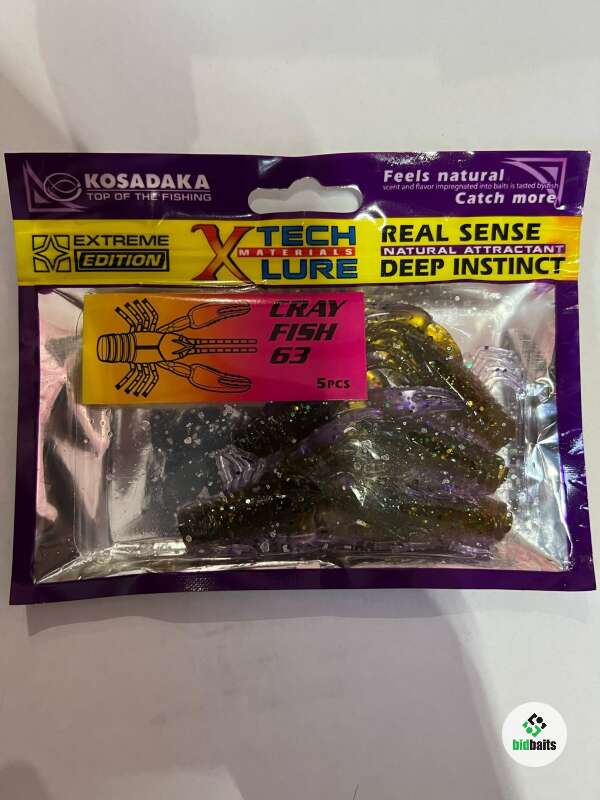 KOSADAKA
TOP OF THE FISHING
Feels natural
scent and flavor impregnated into baits is tasted by fish
Catch more
EXTREME
EDITION
X TECH
MATERIALS
LURE
REAL SENSE
NATURAL ATTRACTANT
DEEP INSTINCT
CRAY
FISH
63
5PCS
bidbaits